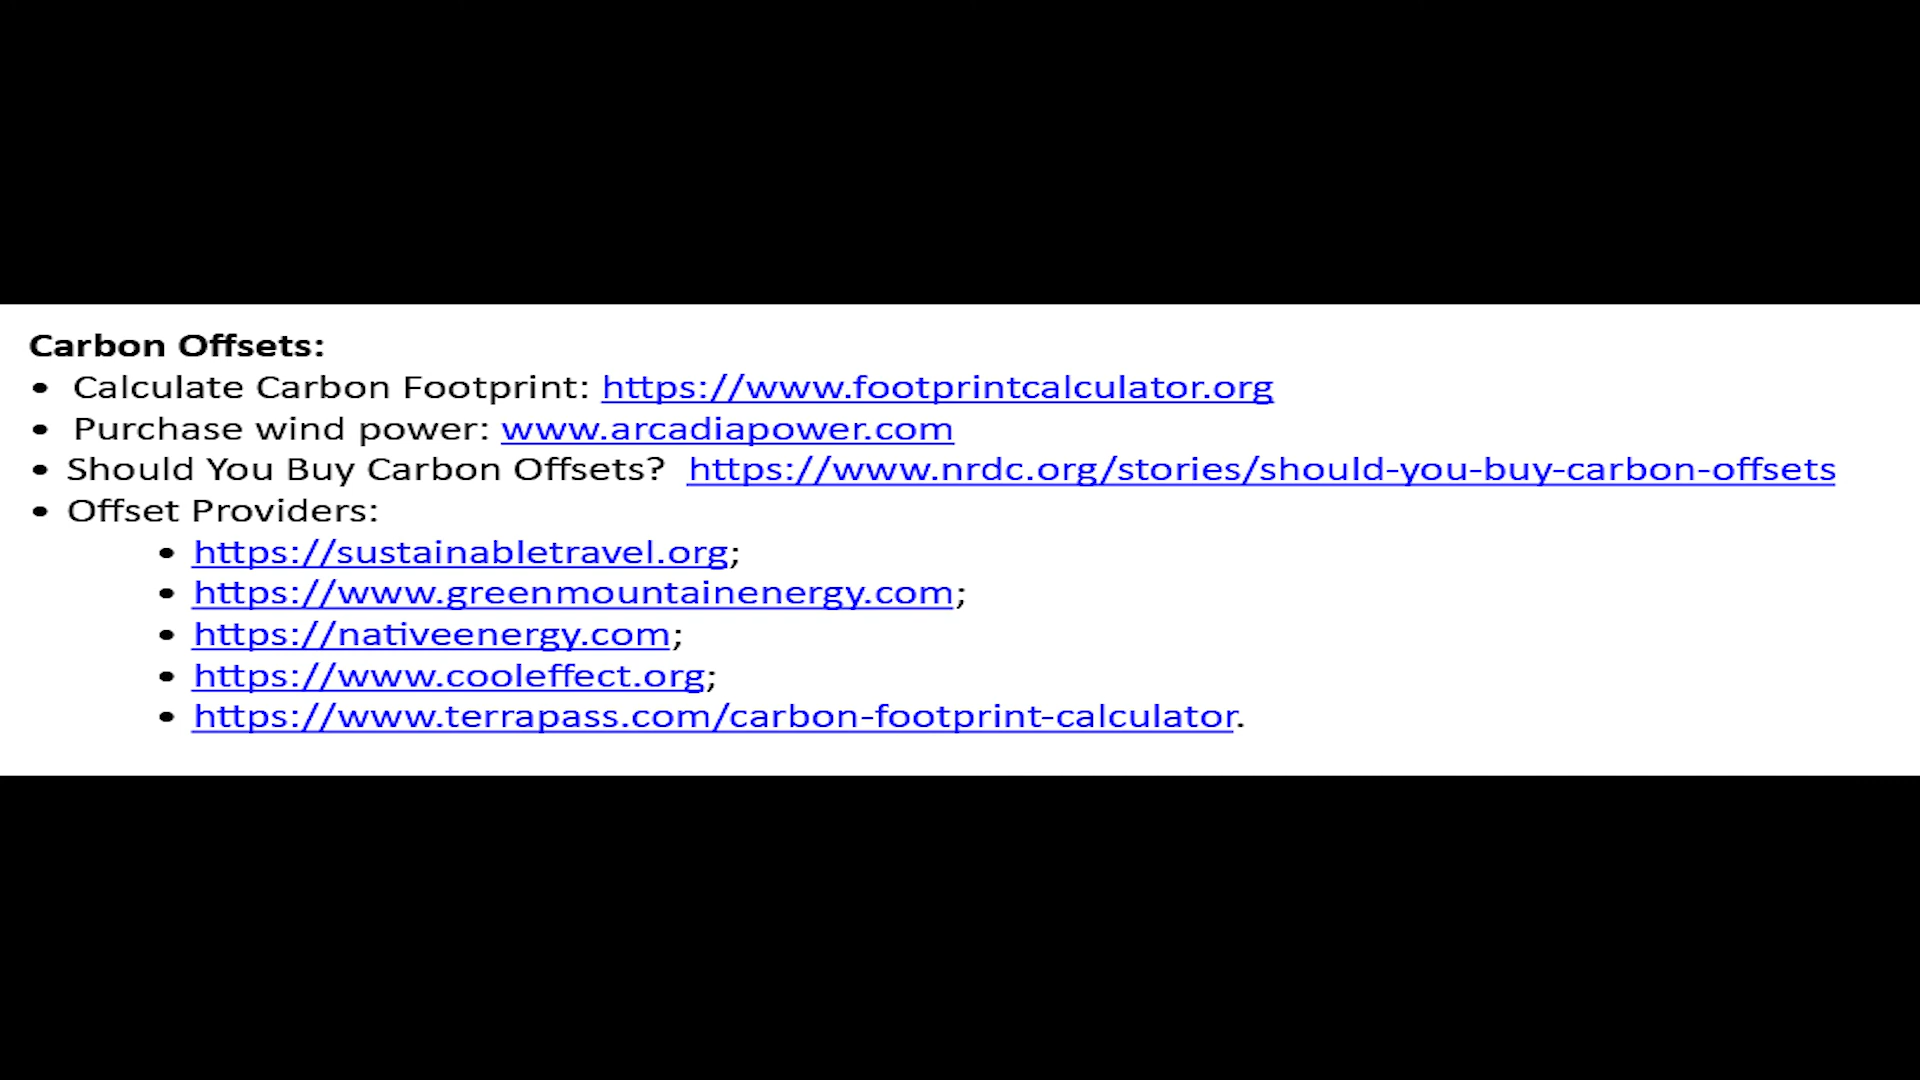 Carbon Offsets:
• Calculate Carbon Footprint: https://www.footprintcalculator.org
• Purchase wind power: www.arcadiapower.com
• Should You Buy Carbon Offsets? https://www.nrdc.org/stories/should-you-buy-carbon-offsets
• Offset Providers:
• https://sustainabletravel.org;
• https://www.greenmountainenergy.com;
• https://nativeenergy.com;
• https://www.cooleffect.org;
• https://www.terrapass.com/carbon-footprint-calculator.